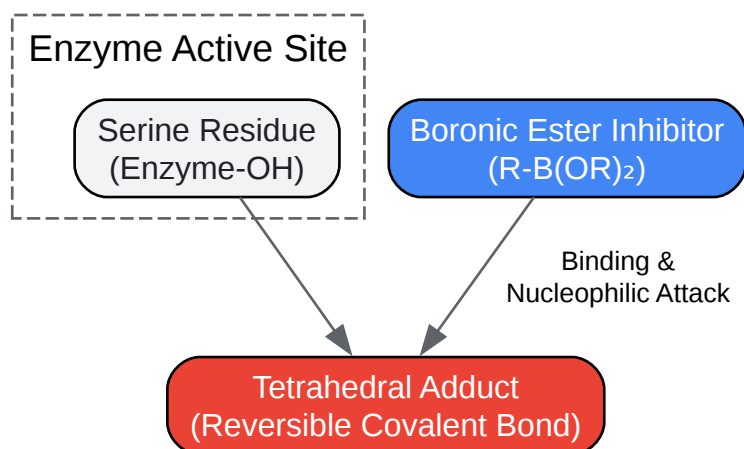 Enzyme Active Site
Serine Residue
(Enzyme-OH)
Boronic Ester Inhibitor
(R-B(OR)₂)
Binding &
Nucleophilic Attack
Tetrahedral Adduct
(Reversible Covalent Bond)